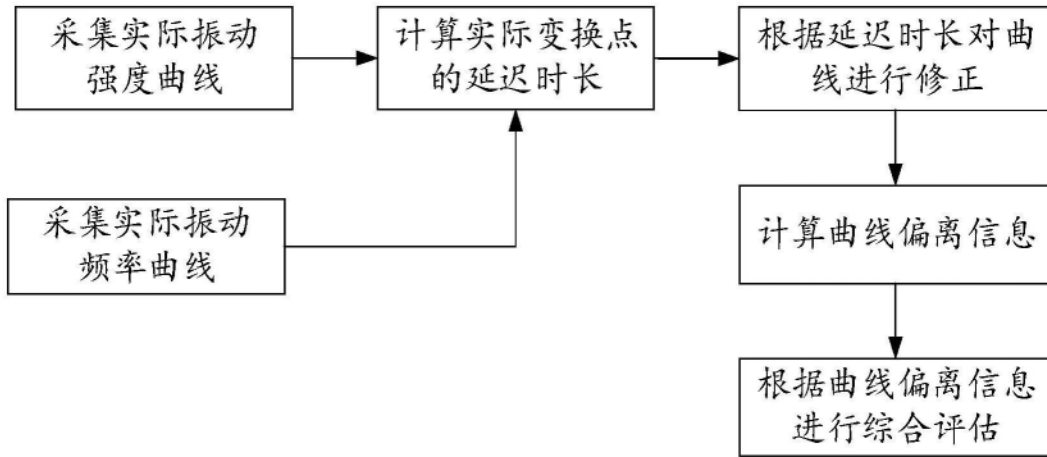 采集实际振动
强度曲线
计算实际变换点
的延迟时长
根据延迟时长对曲
线进行修正
采集实际振动
频率曲线
计算曲线偏离信息
根据曲线偏离信息
进行综合评估